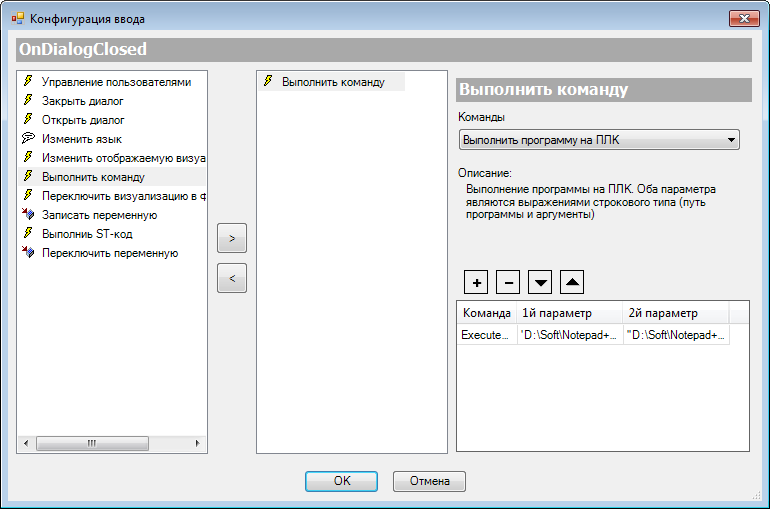 Конфигурация ввода
OnDialogClosed
Управление пользователями
Закрыть диалог
Открыть диалог
Изменить язык
Изменить отображаемую визуа
Выполнить команду
Переключить визуализацию в ф
Записать переменную
Выполниь ST-код
Переключить переменную
>
<
Выполнить команду
Выполнить команду
Команды
Выполнить программу на ПЛК
Описание:
Выполнение программы на ПЛК. Оба параметра
являются выражениями строкового типа (путь
программы и аргументы)
Команда 1й параметр 2й параметр
Execute... 'D:\Soft\Notepad+... "D:\Soft\Notepad+...
OK Отмена